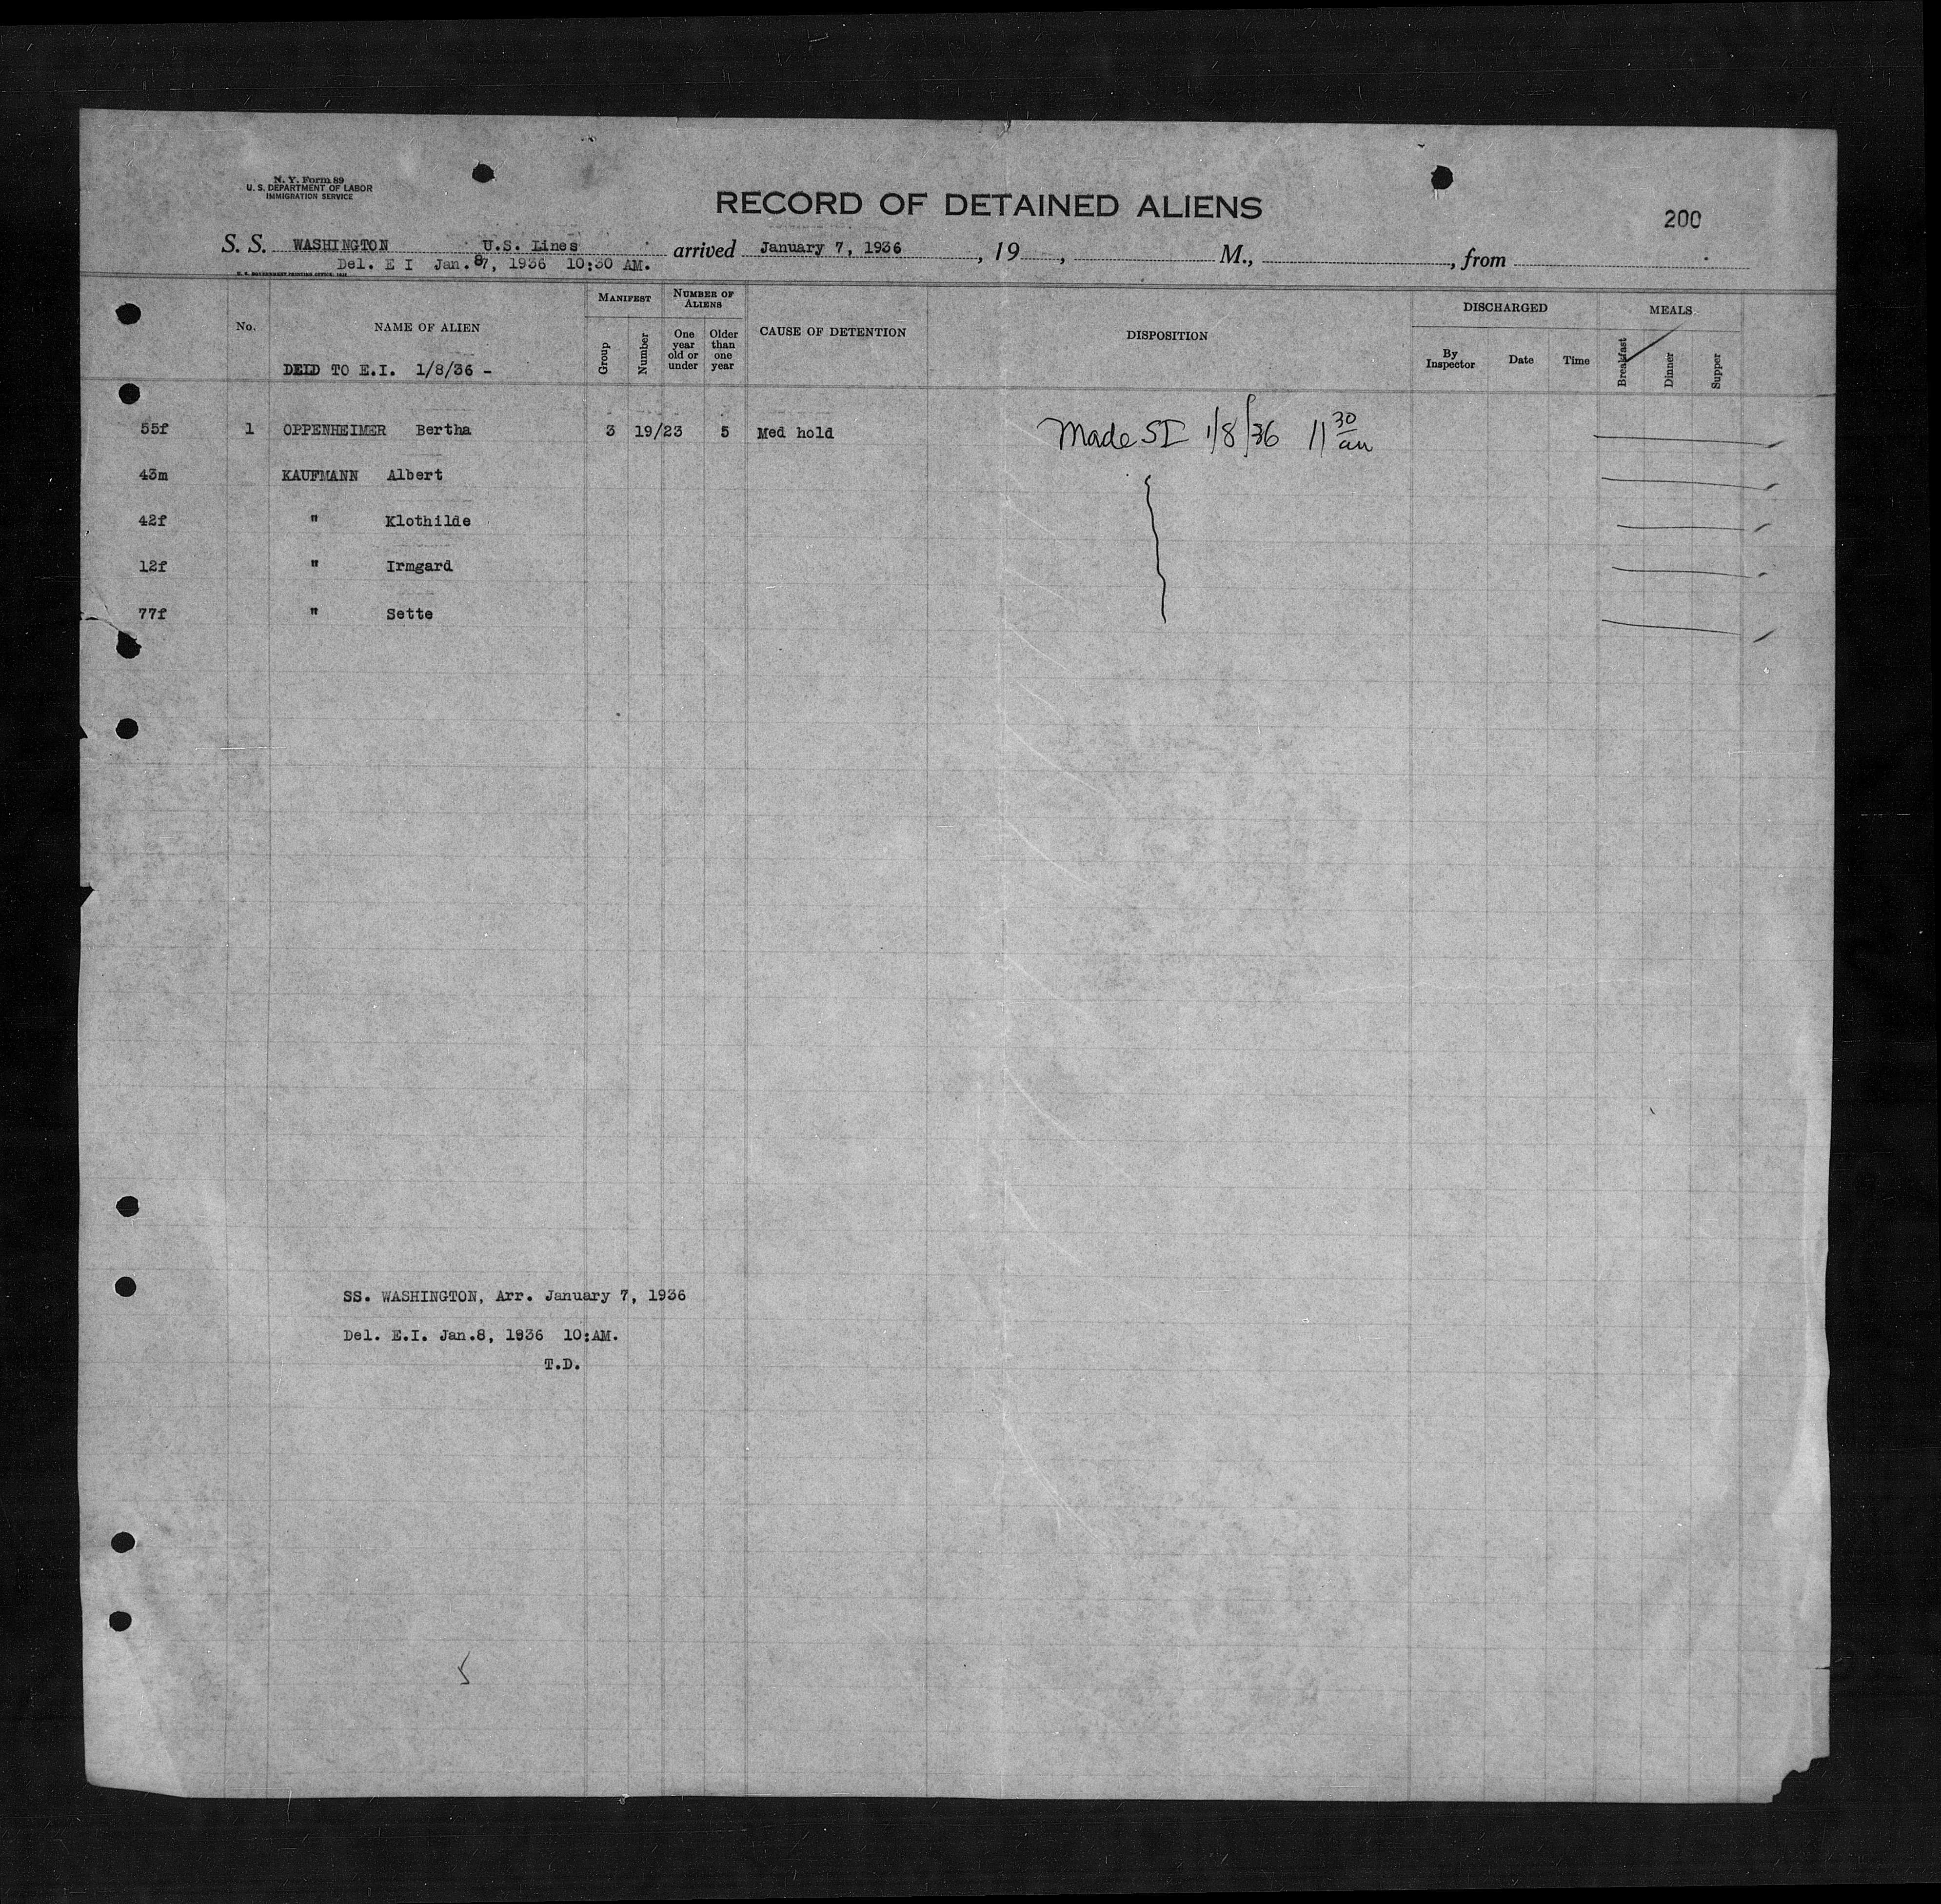 N. Y. Form 89
U. S. DEPARTMENT OF LABOR
IMMIGRATION SERVICE
RECORD OF DETAINED ALIENS
200
S. S. WASHINGTON U.S. Lines arrived January 7, 1936, 19, M., , from
Del. E I Jan. 8, 1936 10:30 AM.
No.
NAME OF ALIEN
MANIFEST
Group
Number
NUMBER OF ALIENS
One year old or under
Older than one year
CAUSE OF DETENTION
DISPOSITION
DISCHARGED
By Inspector
Date
Time
MEALS
Breakfast
Dinner
Supper
DELD TO E.I. 1/8/36 -
55f 1 OPPENHEIMER Bertha 3 19/23 5 Med hold Made SI 1/8/36 11 30 am
43m KAUFMANN Albert
42f " Klothilde
12f " Irmgard
77f " Sette
SS. WASHINGTON, Arr. January 7, 1936
Del. E.I. Jan.8, 1936 10:AM.
T.D.